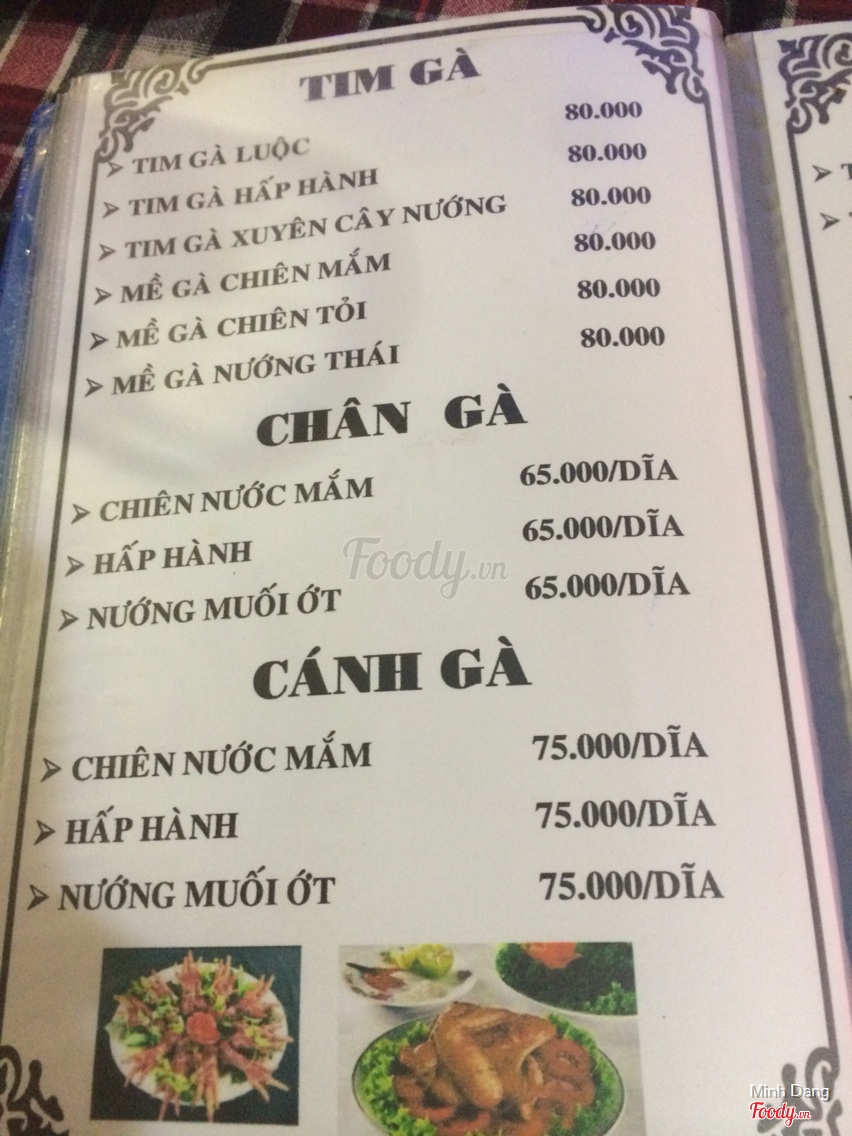 TIM GÀ
➢ TIM GÀ LUỘC 80.000
➢ TIM GÀ HẤP HÀNH 80.000
➢ TIM GÀ XUYÊN CÂY NƯỚNG 80.000
➢ MỀ GÀ CHIÊN MẮM 80.000
➢ MỀ GÀ CHIÊN TỎI 80.000
➢ MỀ GÀ NƯỚNG THÁI 80.000
CHÂN GÀ
➢ CHIÊN NƯỚC MẮM 65.000/DĨA
➢ HẤP HÀNH 65.000/DĨA
➢ NƯỚNG MUỐI ỚT 65.000/DĨA
Foody.vn
CÁNH GÀ
➢ CHIÊN NƯỚC MẮM 75.000/DĨA
➢ HẤP HÀNH 75.000/DĨA
➢ NƯỚNG MUỐI ỚT 75.000/DĨA
Minh Dang
Foody.vn